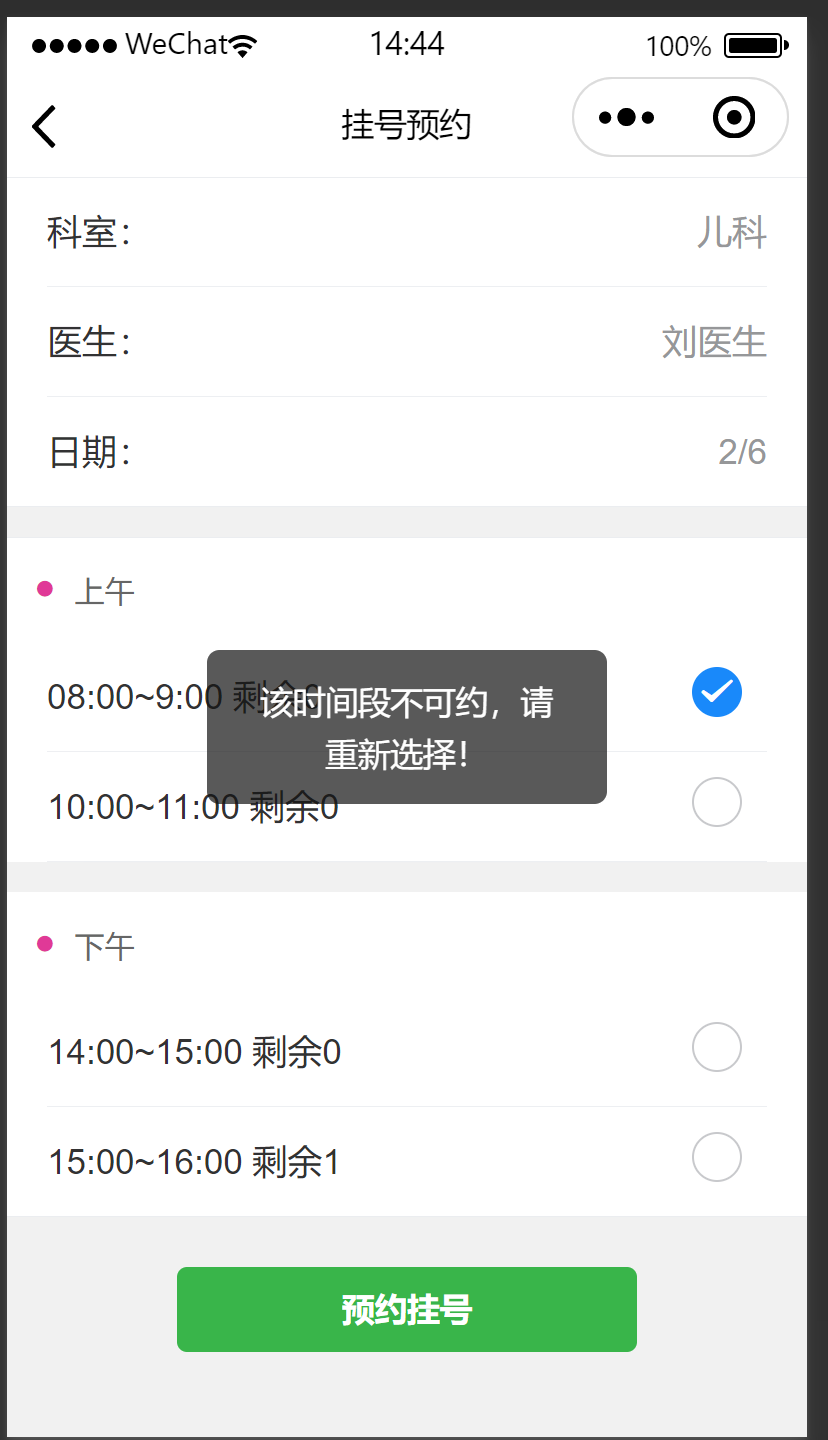 WeChat 14:44 100%
挂号预约
科室： 儿科
医生： 刘医生
日期： 2/6
上午
08:00~9:00 剩余0
该时间段不可约，请
重新选择！
10:00~11:00 剩余0
下午
14:00~15:00 剩余0
15:00~16:00 剩余1
预约挂号